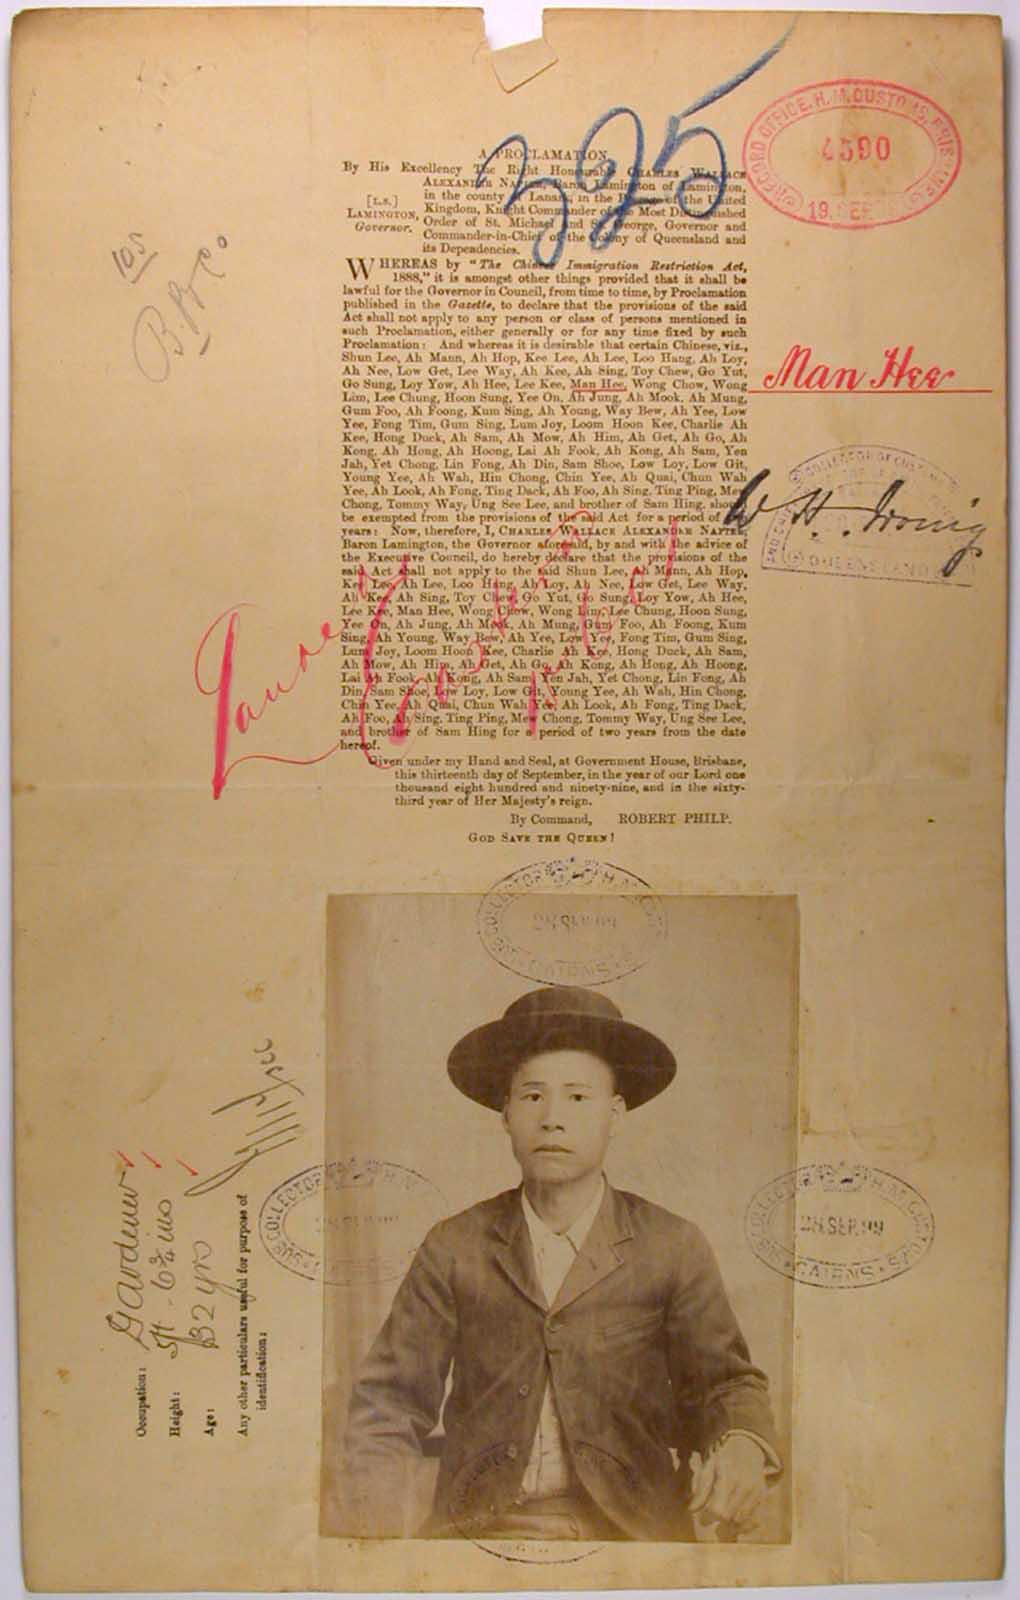 395
RECORD OFFICE. H. M. CUSTOMS, BRISBANE
4590
19. SEP
A PROCLAMATION
By His Excellency The Right Honourable CHARLES WALLACE
ALEXANDER NAPIER, Baron Lamington of Lamington,
in the county of Lanark, in the Peerage of the United
[L.S.]
LAMINGTON,
Governor.
Kingdom, Knight Commander of the Most Distinguished
Order of St. Michael and St. George, Governor and
Commander-in-Chief of the Colony of Queensland and
its Dependencies.
WHEREAS by "The Chinese Immigration Restriction Act,
1888," it is amongst other things provided that it shall be
lawful for the Governor in Council, from time to time, by Proclamation
published in the Gazette, to declare that the provisions of the said
Act shall not apply to any person or class of persons mentioned in
such Proclamation, either generally or for any time fixed by such
Proclamation: And whereas it is desirable that certain Chinese, viz.,
Shun Lee, Ah Mann, Ah Hop, Kee Lee, Ah Lee, Loo Hang, Ah Loy,
Ah Nee, Low Get, Lee Way, Ah Kee, Ah Sing, Toy Chew, Go Yut,
Go Sung, Loy Yow, Ah Hee, Lee Kee, Man Hee, Wong Chow, Wong
Lim, Lee Chung, Hoon Sung, Yee On, Ah Jung, Ah Mook, Ah Mung,
Gum Foo, Ah Foong, Kum Sing, Ah Young, Way Bew, Ah Yee, Low
Yee, Fong Tim, Gum Sing, Lum Joy, Loom Hoon Kee, Charlie Ah
Kee, Hong Duck, Ah Sam, Ah Mow, Ah Him, Ah Get, Ah Go, Ah
Kong, Ah Hong, Ah Hoong, Lai Ah Fook, Ah Kong, Ah Sam, Yen
Jah, Yet Chong, Lin Fong, Ah Din, Sam Shoe, Low Loy, Low Git,
Young Yee, Ah Wah, Hin Chong, Chin Yee, Ah Quai, Chun Wah
Yee, Ah Look, Ah Fong, Ting Dack, Ah Foo, Ah Sing, Ting Ping, Mew
Chong, Tommy Way, Ung See Lee, and brother of Sam Hing, should
be exempted from the provisions of the said Act for a period of
years: Now, therefore, I, CHARLES WALLACE ALEXANDER NAPIER,
Baron Lamington, the Governor aforesaid, by and with the advice of
the Executive Council, do hereby declare that the provisions of the
said Act shall not apply to the said Shun Lee, Ah Mann, Ah Hop,
Kee Lee, Ah Lee, Loo Hang, Ah Loy, Ah Nee, Low Get, Lee Way,
Ah Kee, Ah Sing, Toy Chew, Go Yut, Go Sung, Loy Yow, Ah Hee,
Lee Kee, Man Hee, Wong Chow, Wong Lim, Lee Chung, Hoon Sung,
Yee On, Ah Jung, Ah Mook, Ah Mung, Gum Foo, Ah Foong, Kum
Sing, Ah Young, Way Bew, Ah Yee, Low Yee, Fong Tim, Gum Sing,
Lum Joy, Loom Hoon Kee, Charlie Ah Kee, Hong Duck, Ah Sam,
Ah Mow, Ah Him, Ah Get, Ah Go, Ah Kong, Ah Hong, Ah Hoong,
Lai Ah Fook, Ah Kong, Ah Sam, Yen Jah, Yet Chong, Lin Fong, Ah
Din, Sam Shoe, Low Loy, Low Git, Young Yee, Ah Wah, Hin Chong,
Chin Yee, Ah Quai, Chun Wah Yee, Ah Look, Ah Fong, Ting Dack,
Ah Foo, Ah Sing, Ting Ping, Mew Chong, Tommy Way, Ung See Lee,
and brother of Sam Hing for a period of two years from the date
hereof.
Given under my Hand and Seal, at Government House, Brisbane,
this thirteenth day of September, in the year of our Lord one
thousand eight hundred and ninety-nine, and in the sixty-
third year of Her Majesty's reign.
By Command, ROBERT PHILP.
GOD SAVE THE QUEEN!
Man Hee
W. H. Irving
QUEENSLAND
SUB COLLECTOR H. M. CUSTOMS
28 SEP. 99
CAIRNS
SUB COLLECTOR H. M.
28 SEP. 99
SUB COLLECTOR H. M. CUSTOMS
28. SEP. 99
CAIRNS
Occupation: Gardener
Height: 5ft - 6¾ ins
Age: 32 yrs
Any other particulars useful for purpose of
identification: